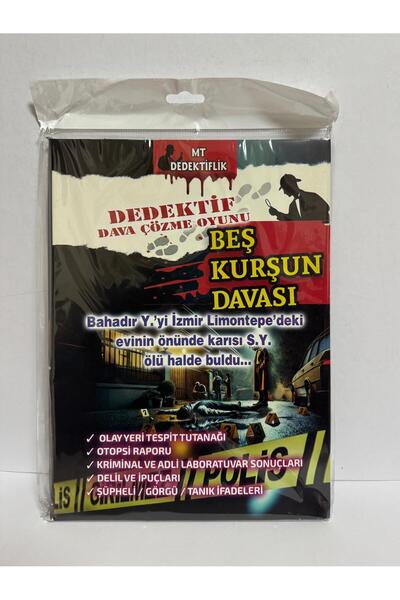 MT
DEDEKTİFLİK
DEDEKTİF
DAVA ÇÖZME OYUNU
BEŞ
KURŞUN
DAVASI
Bahadır Y.'yi İzmir Limontepe'deki
evinin önünde karısı S.Y.
ölü halde buldu...
✓ OLAY YERİ TESPİT TUTANAĞI
✓ OTOPSİ RAPORU
✓ KRİMİNAL VE ADLİ LABORATUVAR SONUÇLARI
✓ DELİL VE İPUÇLARI
✓ ŞÜPHELİ / GÖRGÜ / TANIK İFADELERİ
POLİS